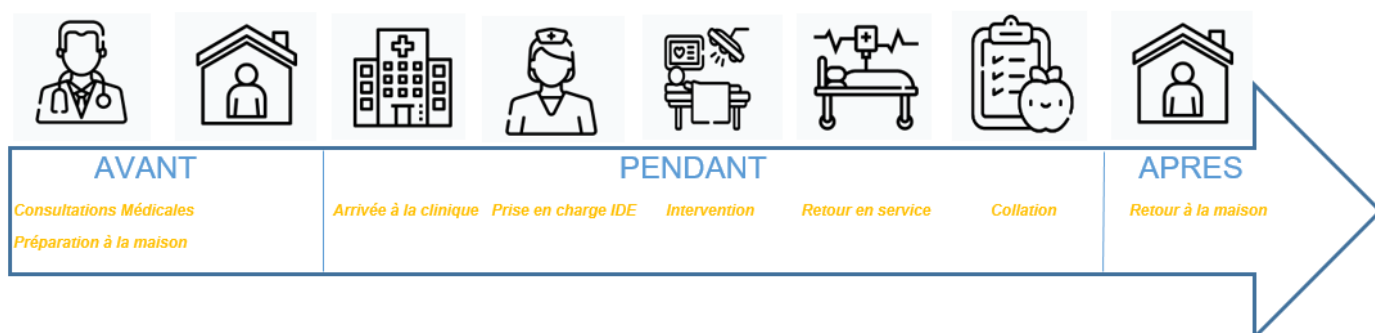 AVANT
PENDANT
APRES
Consultations Médicales
Arrivée à la clinique
Prise en charge IDE
Intervention
Retour en service
Collation
Retour à la maison
Préparation à la maison